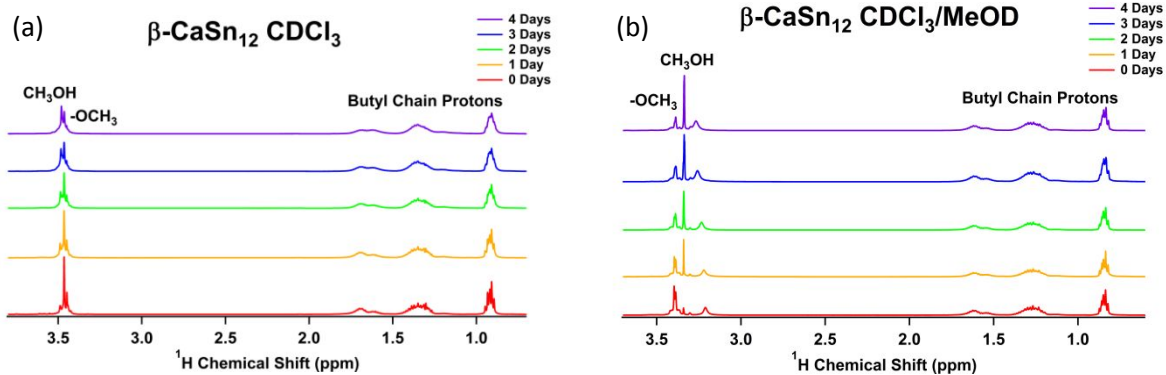 (a)
β-CaSn₁₂ CDCl₃
4 Days
3 Days
2 Days
1 Day
0 Days
CH₃OH
-OCH₃
Butyl Chain Protons
3.5 3.0 2.5 2.0 1.5 1.0
¹H Chemical Shift (ppm)
(b)
β-CaSn₁₂ CDCl₃/MeOD
4 Days
3 Days
2 Days
1 Day
0 Days
CH₃OH
-OCH₃
Butyl Chain Protons
3.5 3.0 2.5 2.0 1.5 1.0
¹H Chemical Shift (ppm)